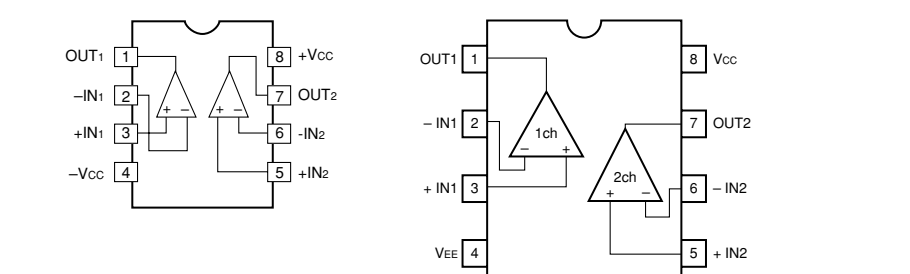 OUT1 1 8 +VCC
–IN1 2 7 OUT2
+ – + –
+IN1 3 6 -IN2
–VCC 4 5 +IN2
OUT1 1 8 VCC
– IN1 2 7 OUT2
1ch
– +
+ IN1 3 6 – IN2
2ch
+ –
VEE 4 5 + IN2